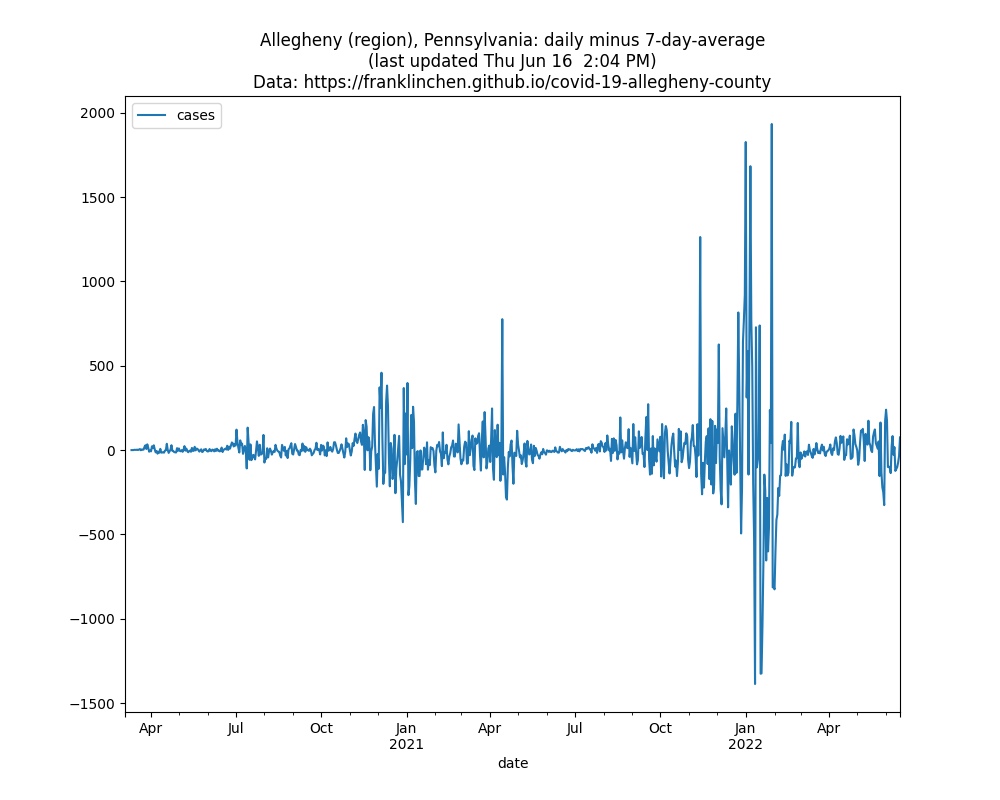 Allegheny (region), Pennsylvania: daily minus 7-day-average
(last updated Thu Jun 16  2:04 PM)
Data: https://franklinchen.github.io/covid-19-allegheny-county
cases
2000
1500
1000
500
0
−500
−1000
−1500
Apr Jul Oct Jan Apr Jul Oct Jan Apr
2021 2022
date